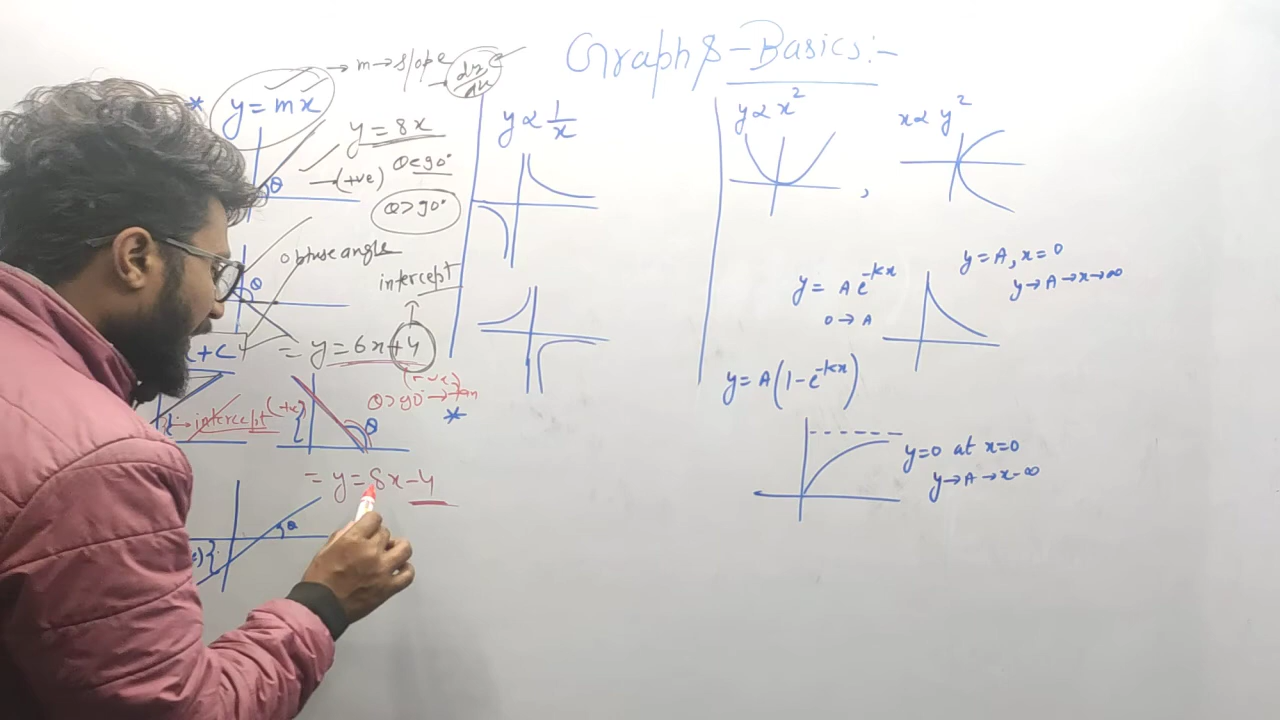 Graphs - Basics :-
* y = mx
→ m → slope
y = 8x
θ < 90°
→ (+ve)
θ > 90°
θ
obtuse angle
θ
intercept
+ C
= y = 6x + 4
→ intercept (+ve)
θ > 90° → tan
(-ve)
θ
*
= y = 8x - 4
θ
y ∝ 1/x
y ∝ x²
,
x ∝ y²
y = A e^-kx
0 → A
y = A, x = 0
y → A → x → ∞
y = A(1 - e^-kx)
y = 0 at x = 0
y → A → x - ∞